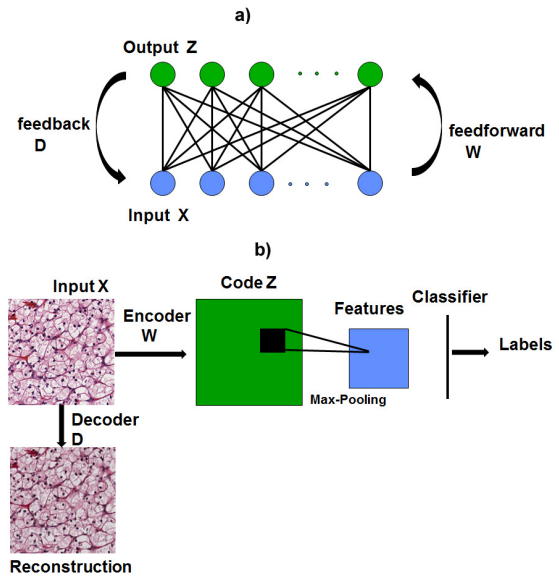 a)
Output Z
feedback
D
feedforward
W
Input X
b)
Input X
Encoder
W
Code Z
Features
Classifier
Labels
Max-Pooling
Decoder
D
Reconstruction